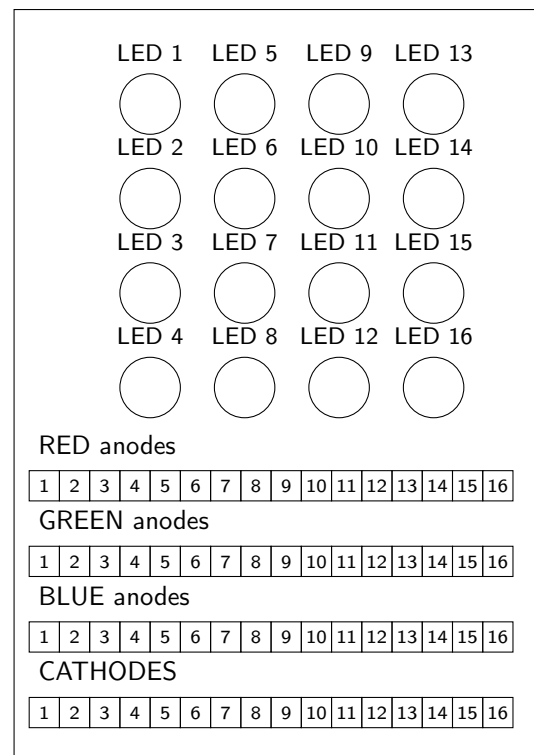 LED 1 LED 5 LED 9 LED 13
LED 2 LED 6 LED 10 LED 14
LED 3 LED 7 LED 11 LED 15
LED 4 LED 8 LED 12 LED 16
RED anodes
1 2 3 4 5 6 7 8 9 10 11 12 13 14 15 16
GREEN anodes
1 2 3 4 5 6 7 8 9 10 11 12 13 14 15 16
BLUE anodes
1 2 3 4 5 6 7 8 9 10 11 12 13 14 15 16
CATHODES
1 2 3 4 5 6 7 8 9 10 11 12 13 14 15 16